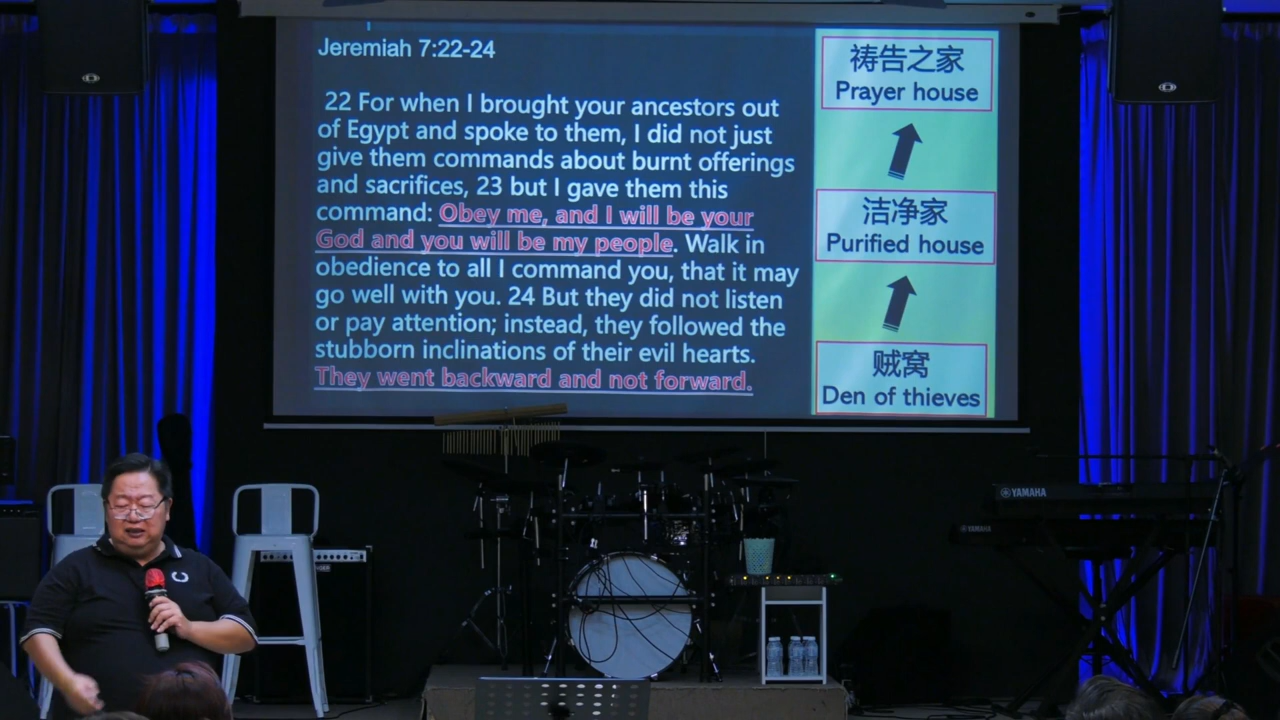 Jeremiah 7:22-24
22 For when I brought your ancestors out
of Egypt and spoke to them, I did not just
give them commands about burnt offerings
and sacrifices, 23 but I gave them this
command: Obey me, and I will be your
God and you will be my people. Walk in
obedience to all I command you, that it may
go well with you. 24 But they did not listen
or pay attention; instead, they followed the
stubborn inclinations of their evil hearts.
They went backward and not forward.
祷告之家
Prayer house
洁净家
Purified house
贼窝
Den of thieves
YAMAHA
YAMAHA